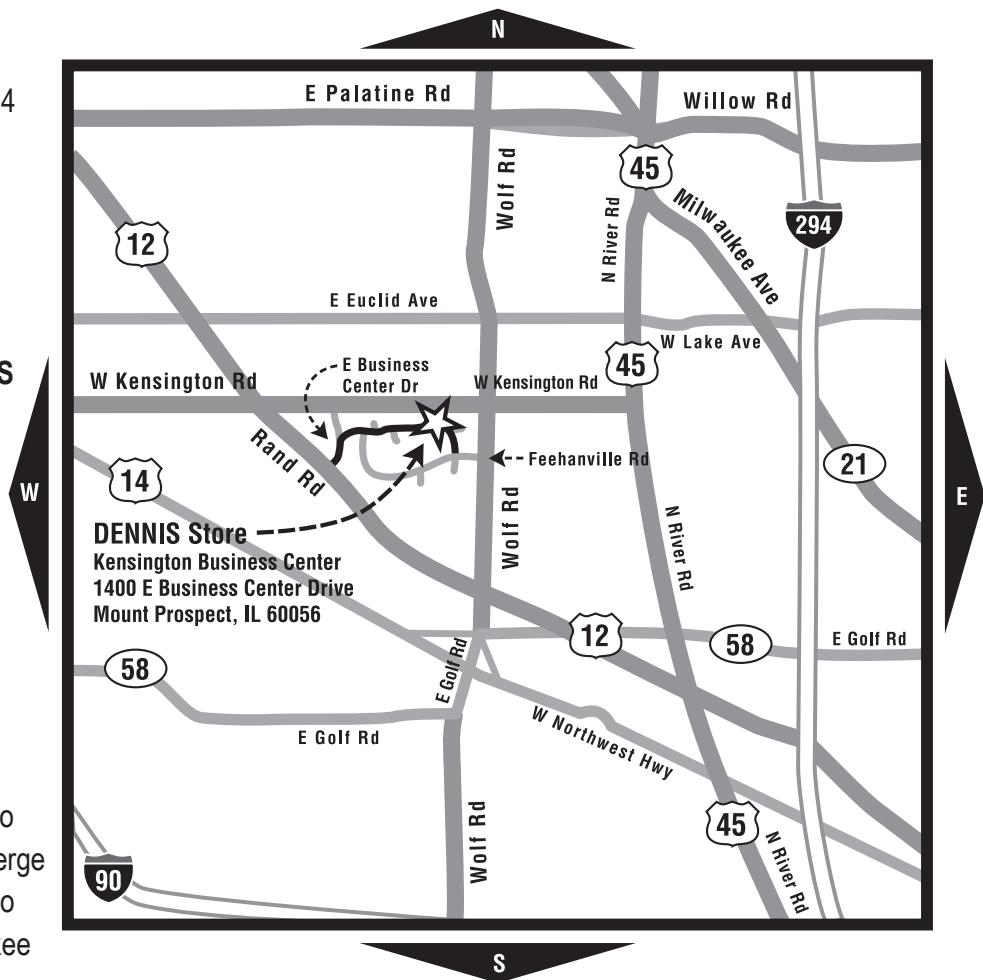 N
4
E Palatine Rd
Willow Rd
45
Wolf Rd
N River Rd
Milwaukee Ave
294
12
E Euclid Ave
W Lake Ave
s
E Business
Center Dr
W Kensington Rd
W Kensington Rd
45
Rand Rd
Feehanville Rd
21
14
W
E
DENNIS Store
Kensington Business Center
1400 E Business Center Drive
Mount Prospect, IL 60056
Wolf Rd
N River Rd
12
58
E Golf Rd
58
E Golf Rd
E Golf Rd
W Northwest Hwy
o
erge
o
kee
90
Wolf Rd
45
N River Rd
S